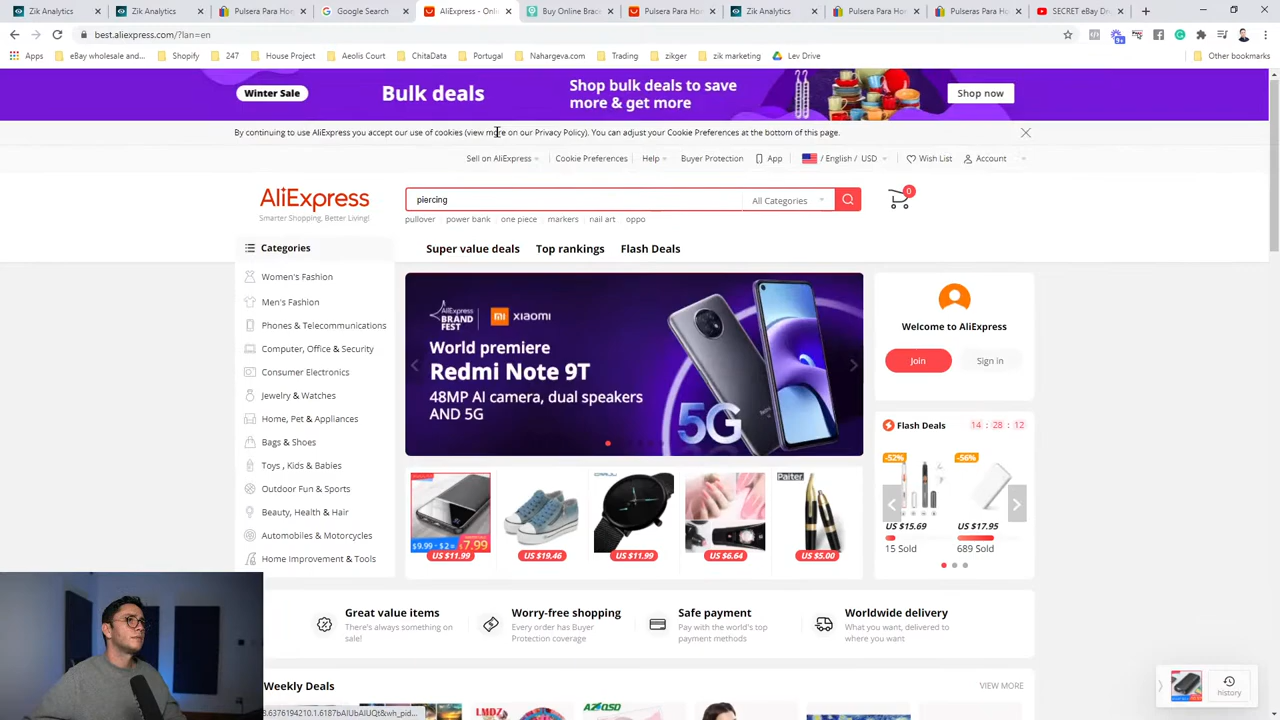 Zik Analytics
Zik Analytics
Pulsera Para Ho
Google Search
AliExpress - Onli
Buy Online Brac
Pulsera Para Ho
Zik Analytics
Pulsera Para Ho
Pulseras Para H
SECRET eBay Dr
best.aliexpress.com/?lan=en
Apps
eBay wholesale and...
Shopify
247
House Project
Aeolis Court
ChitaData
Portugal
Nahargeva.com
Trading
zikger
zik marketing
Lev Drive
Other bookmarks
Winter Sale
Bulk deals
Shop bulk deals to save
more & get more
Shop now
By continuing to use AliExpress you accept our use of cookies (view more on our Privacy Policy). You can adjust your Cookie Preferences at the bottom of this page.
Sell on AliExpress
Cookie Preferences
Help
Buyer Protection
App
/ English / USD
Wish List
Account
AliExpress
Smarter Shopping, Better Living!
piercing
All Categories
0
pullover
power bank
one piece
markers
nail art
oppo
Categories
Super value deals
Top rankings
Flash Deals
Women's Fashion
Men's Fashion
Phones & Telecommunications
Computer, Office & Security
Consumer Electronics
Jewelry & Watches
Home, Pet & Appliances
Bags & Shoes
Toys , Kids & Babies
Outdoor Fun & Sports
Beauty, Health & Hair
Automobiles & Motorcycles
Home Improvement & Tools
AliExpress
BRAND
FEST
xiaomi
World premiere
Redmi Note 9T
48MP AI camera, dual speakers
AND 5G
5G
Welcome to AliExpress
Join
Sign in
Flash Deals
14 : 28 : 12
-52%
-56%
US $15.69
US $17.95
15 Sold
689 Sold
$9.99 - $2 = $7.99
US $11.99
US $19.46
US $11.99
US $6.64
US $5.00
Great value items
There's always something on
sale!
Worry-free shopping
Every order has Buyer
Protection coverage
Safe payment
Pay with the world's top
payment methods
Worldwide delivery
What you want, delivered to
where you want
Weekly Deals
VIEW MORE
history
LMDZ